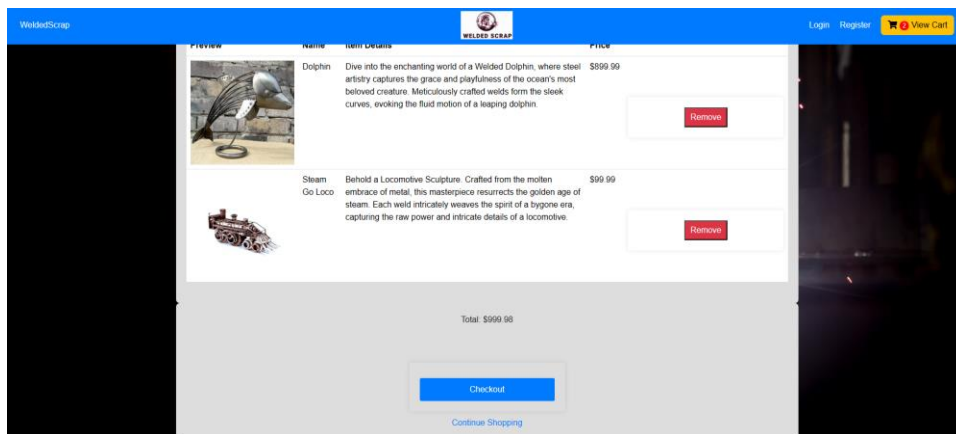 WeldedScrap
WELDED SCRAP
Login Register 2 View Cart
Preview Name Item Details Price
Dolphin
Dive into the enchanting world of a Welded Dolphin, where steel
artistry captures the grace and playfulness of the ocean's most
beloved creature. Meticulously crafted welds form the sleek
curves, evoking the fluid motion of a leaping dolphin.
$899.99
Remove
Steam
Go Loco
Behold a Locomotive Sculpture. Crafted from the molten
embrace of metal, this masterpiece resurrects the golden age of
steam. Each weld intricately weaves the spirit of a bygone era,
capturing the raw power and intricate details of a locomotive.
$99.99
Remove
Total: $999.98
Checkout
Continue Shopping